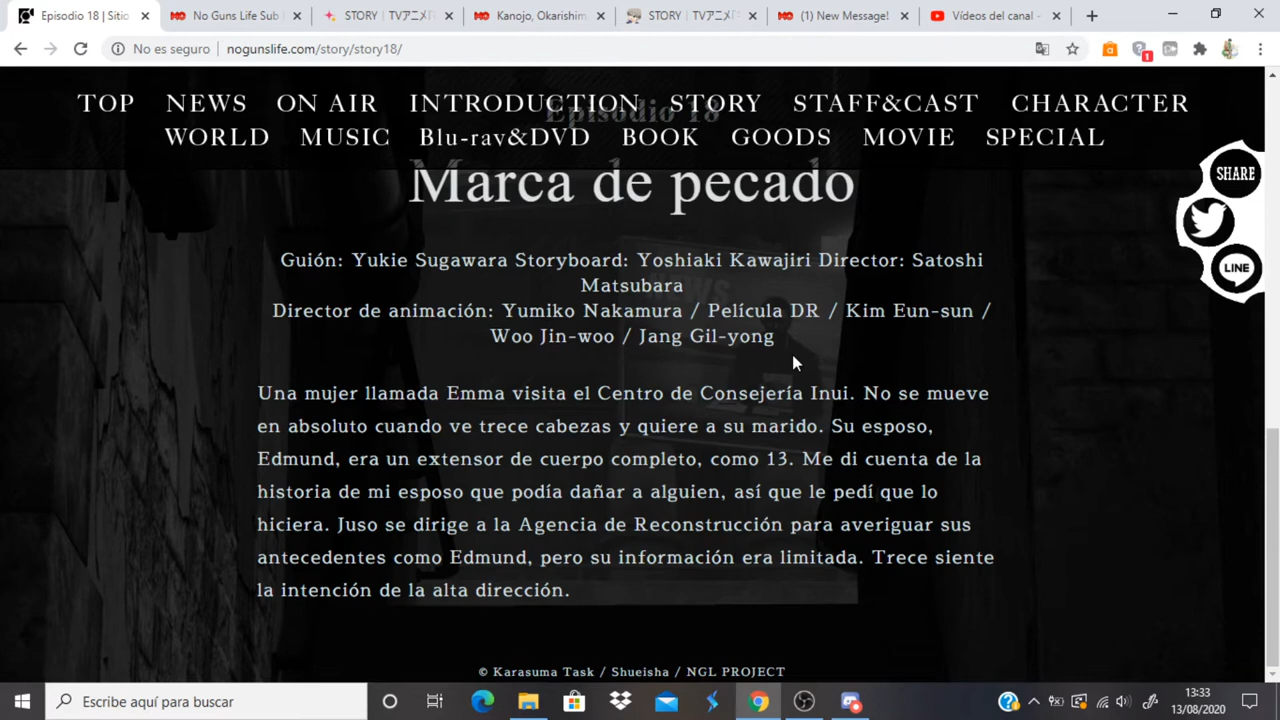 Episodio 18 | Sitio
No Guns Life Sub
STORY | TVアニメ「
Kanojo, Okarishim
STORY | TVアニメ「
(1) New Message!
Vídeos del canal -
No es seguro
nogunslife.com/story/story18/
TOP NEWS ON AIR INTRODUCTION STORY STAFF&CAST CHARACTER
WORLD MUSIC Blu-ray&DVD BOOK GOODS MOVIE SPECIAL
Episodio 18
SHARE
LINE
Marca de pecado
Guión: Yukie Sugawara Storyboard: Yoshiaki Kawajiri Director: Satoshi
Matsubara
Director de animación: Yumiko Nakamura / Película DR / Kim Eun-sun /
Woo Jin-woo / Jang Gil-yong
NEWS
Una mujer llamada Emma visita el Centro de Consejería Inui. No se mueve
en absoluto cuando ve trece cabezas y quiere a su marido. Su esposo,
Edmund, era un extensor de cuerpo completo, como 13. Me di cuenta de la
historia de mi esposo que podía dañar a alguien, así que le pedí que lo
hiciera. Juso se dirige a la Agencia de Reconstrucción para averiguar sus
antecedentes como Edmund, pero su información era limitada. Trece siente
la intención de la alta dirección.
© Karasuma Task / Shueisha / NGL PROJECT
Escribe aquí para buscar
13:33
13/08/2020